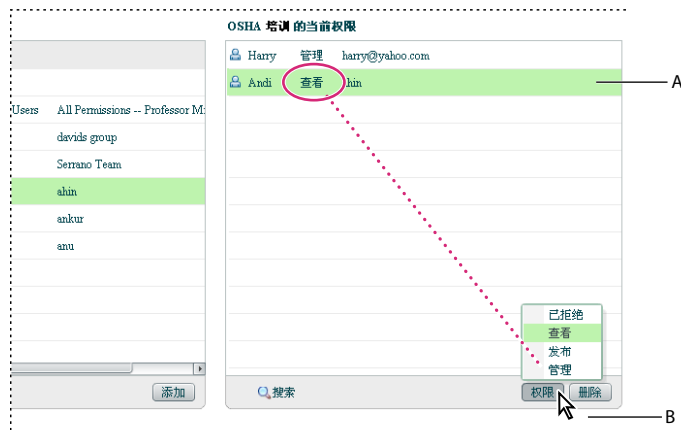 OSHA 培训 的当前权限
Harry 管理 harry@yahoo.com
Andi 查看 hin
A
Users All Permissions -- Professor M
davids group
Serrano Team
ahin
ankur
anu
已拒绝
查看
发布
管理
添加
搜索
权限
删除
B